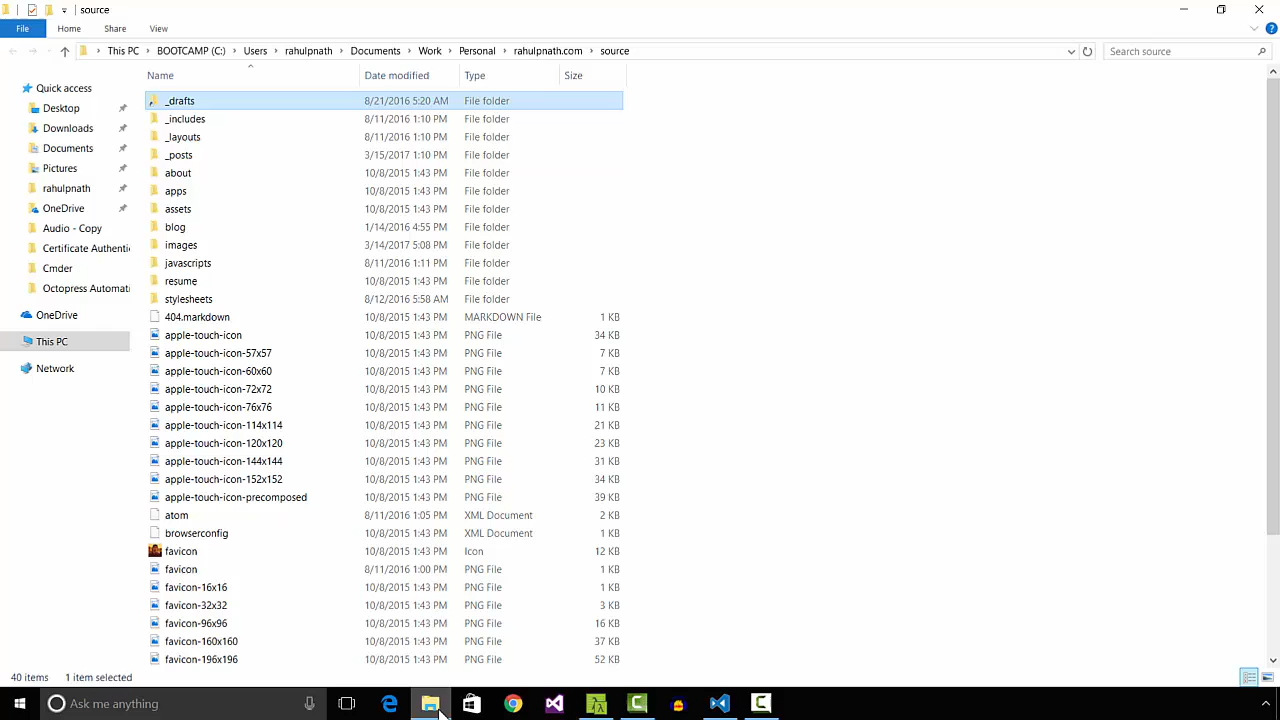 source
File Home Share View
This PC BOOTCAMP (C:) Users rahulpnath Documents Work Personal rahulpnath.com source Search source
Name Date modified Type Size
Quick access
Desktop
Downloads
Documents
Pictures
rahulpnath
OneDrive
Audio - Copy
Certificate Authenti
Cmder
Octopress Automat
OneDrive
This PC
Network
_drafts 8/21/2016 5:20 AM File folder
_includes 8/11/2016 1:10 PM File folder
_layouts 8/11/2016 1:10 PM File folder
_posts 3/15/2017 1:10 PM File folder
about 10/8/2015 1:43 PM File folder
apps 10/8/2015 1:43 PM File folder
assets 10/8/2015 1:43 PM File folder
blog 1/14/2016 4:55 PM File folder
images 3/14/2017 5:08 PM File folder
javascripts 8/11/2016 1:11 PM File folder
resume 10/8/2015 1:43 PM File folder
stylesheets 8/12/2016 5:58 AM File folder
404.markdown 10/8/2015 1:43 PM MARKDOWN File 1 KB
apple-touch-icon 10/8/2015 1:43 PM PNG File 34 KB
apple-touch-icon-57x57 10/8/2015 1:43 PM PNG File 7 KB
apple-touch-icon-60x60 10/8/2015 1:43 PM PNG File 7 KB
apple-touch-icon-72x72 10/8/2015 1:43 PM PNG File 10 KB
apple-touch-icon-76x76 10/8/2015 1:43 PM PNG File 11 KB
apple-touch-icon-114x114 10/8/2015 1:43 PM PNG File 21 KB
apple-touch-icon-120x120 10/8/2015 1:43 PM PNG File 23 KB
apple-touch-icon-144x144 10/8/2015 1:43 PM PNG File 31 KB
apple-touch-icon-152x152 10/8/2015 1:43 PM PNG File 34 KB
apple-touch-icon-precomposed 10/8/2015 1:43 PM PNG File 39 KB
atom 8/11/2016 1:05 PM XML Document 2 KB
browserconfig 10/8/2015 1:43 PM XML Document 1 KB
favicon 10/8/2015 1:43 PM Icon 12 KB
favicon 8/11/2016 1:00 PM PNG File 1 KB
favicon-16x16 10/8/2015 1:43 PM PNG File 1 KB
favicon-32x32 10/8/2015 1:43 PM PNG File 3 KB
favicon-96x96 10/8/2015 1:43 PM PNG File 16 KB
favicon-160x160 10/8/2015 1:43 PM PNG File 37 KB
favicon-196x196 10/8/2015 1:43 PM PNG File 52 KB
40 items 1 item selected
Ask me anything